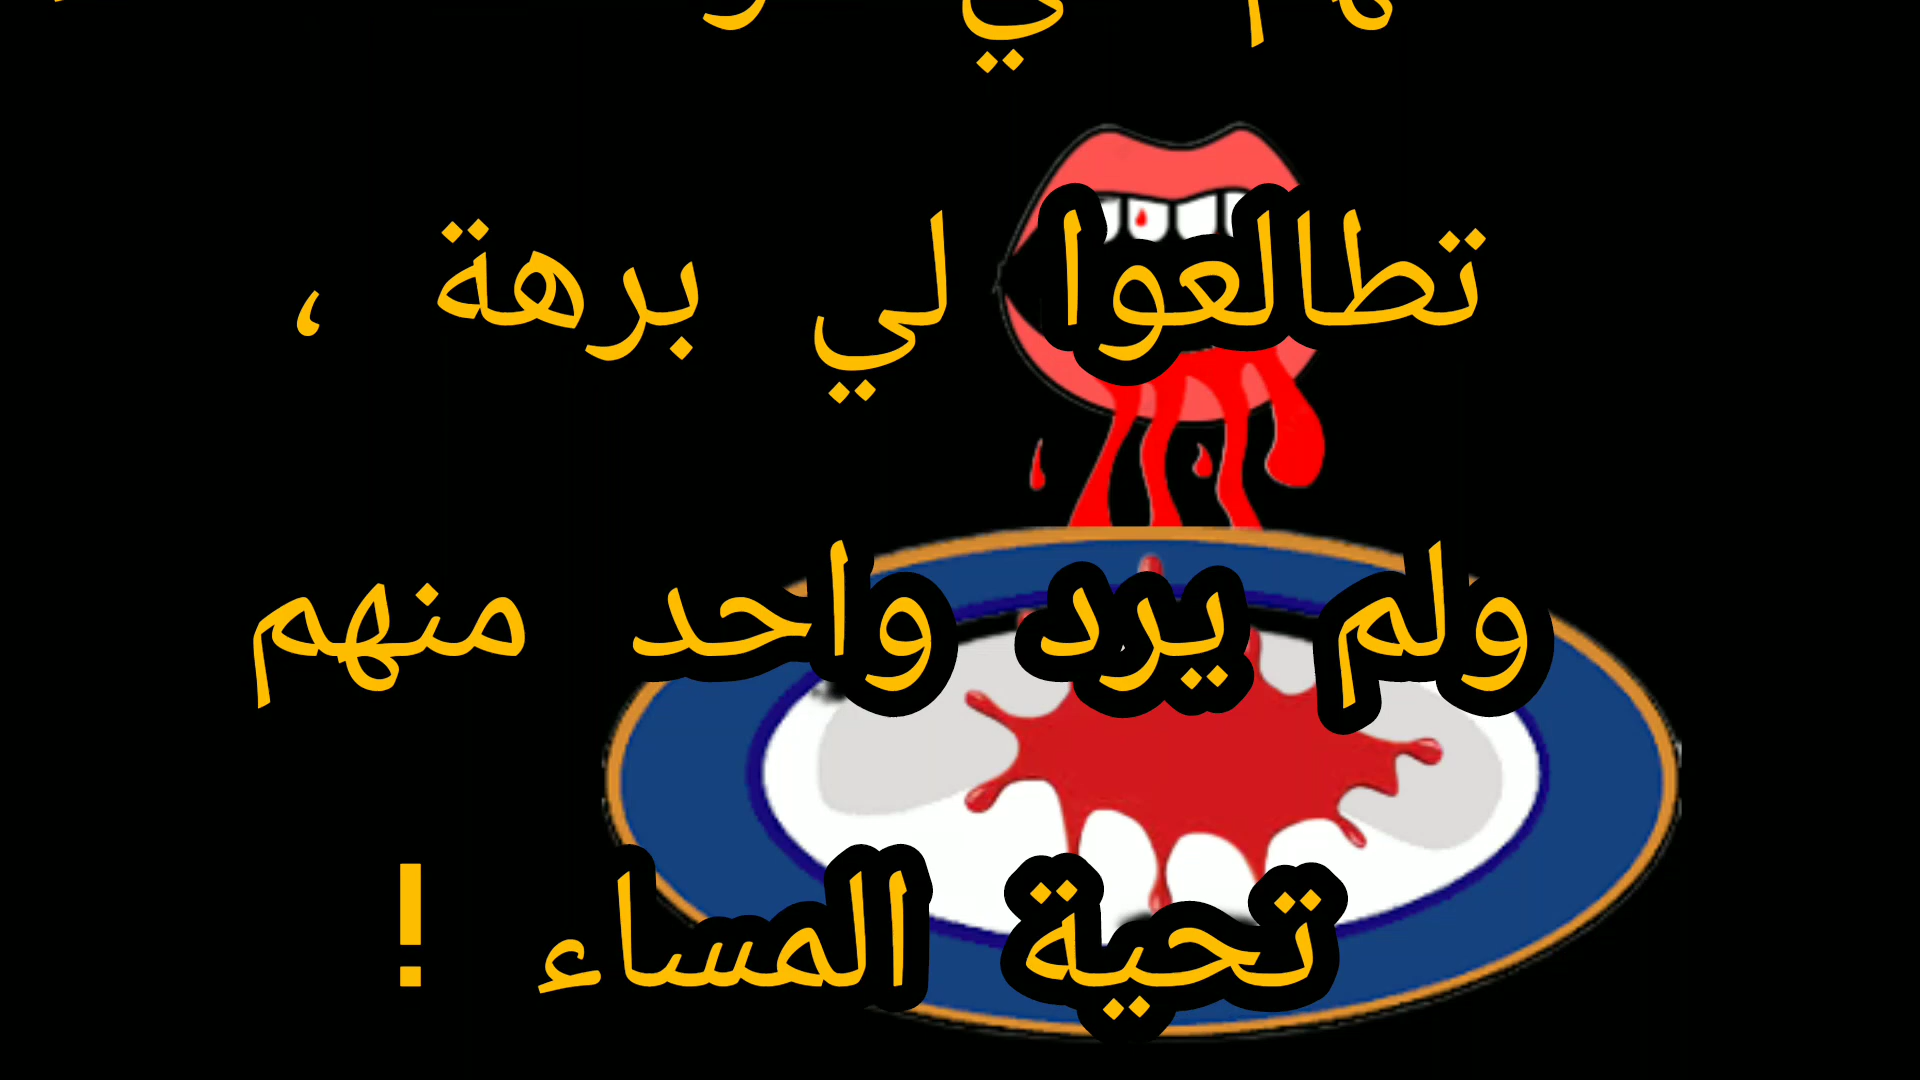 تطالعوا لي برهة ،
ولم يرد واحد منهم
تحية المساء !